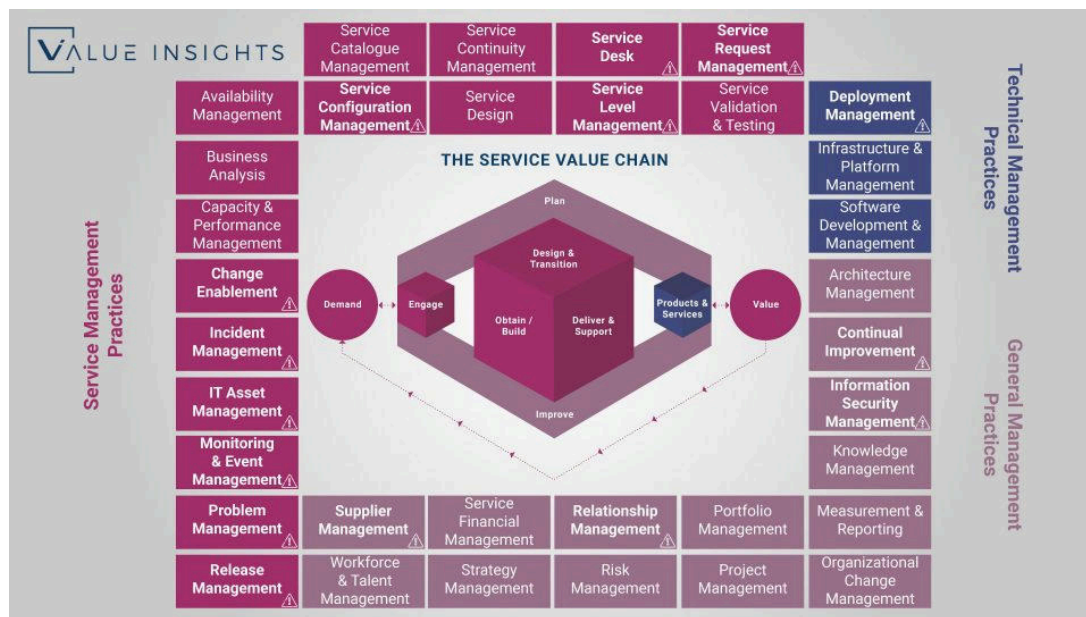 VALUE INSIGHTS
Service
Catalogue
Management
Service
Continuity
Management
Service
Desk
Service
Request
Management
Availability
Management
Service
Configuration
Management
Service
Design
Service
Level
Management
Service
Validation
& Testing
Deployment
Management
Technical Management
Practices
Business
Analysis
THE SERVICE VALUE CHAIN
Infrastructure &
Platform
Management
Capacity &
Performance
Management
Plan
Software
Development &
Management
Service Management
Practices
Change
Enablement
Demand
Engage
Design &
Transition
Obtain /
Build
Deliver &
Support
Products &
Services
Value
Architecture
Management
Incident
Management
Continual
Improvement
General Management
Practices
IT Asset
Management
Improve
Information
Security
Management
Monitoring
& Event
Management
Knowledge
Management
Problem
Management
Supplier
Management
Service
Financial
Management
Relationship
Management
Portfolio
Management
Measurement &
Reporting
Release
Management
Workforce
& Talent
Management
Strategy
Management
Risk
Management
Project
Management
Organizational
Change
Management